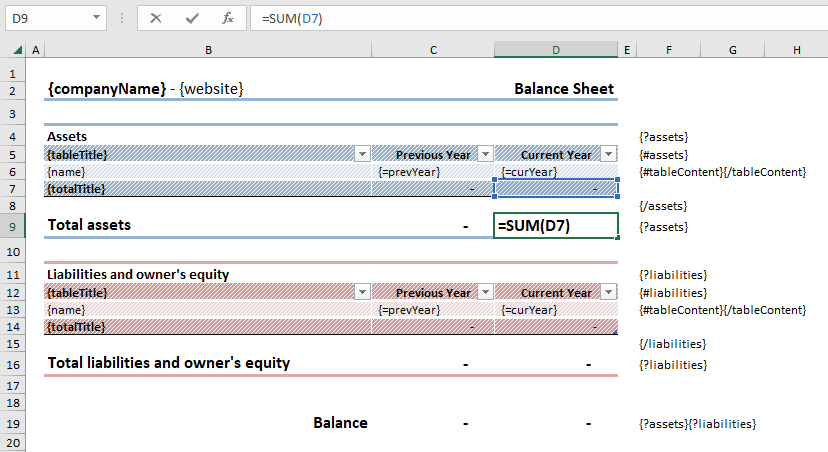 D9 =SUM(D7)
A B C D E F G H
1
2 {companyName} - {website} Balance Sheet
3
4 Assets {?assets}
5 {tableTitle} Previous Year Current Year {#assets}
6 {name} {=prevYear} {=curYear} {#tableContent}{/tableContent}
7 {totalTitle} - -
8 {/assets}
9 Total assets - =SUM(D7) {?assets}
10
11 Liabilities and owner's equity {?liabilities}
12 {tableTitle} Previous Year Current Year {#liabilities}
13 {name} {=prevYear} {=curYear} {#tableContent}{/tableContent}
14 {totalTitle} - -
15 {/liabilities}
16 Total liabilities and owner's equity - - {?liabilities}
17
18
19 Balance - - {?assets}{?liabilities}
20